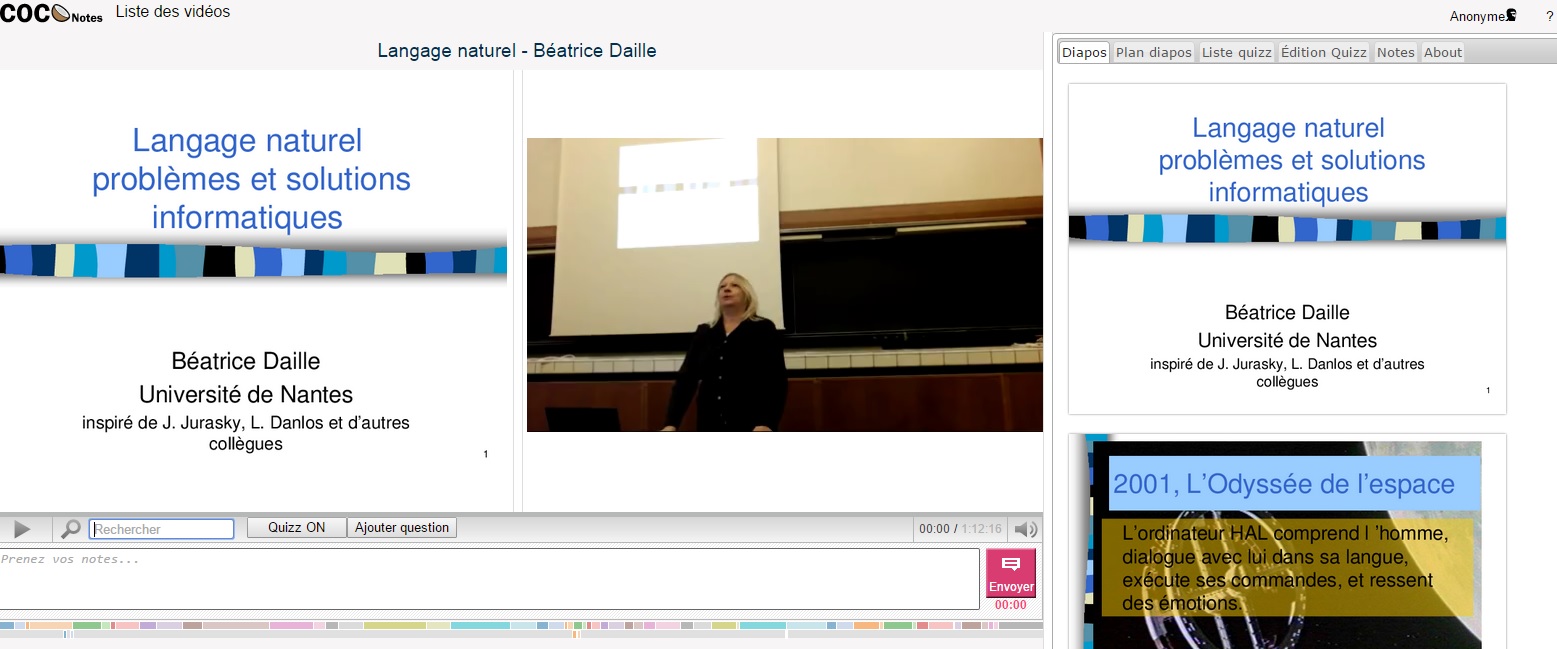 COCO Notes Liste des vidéos
Anonyme ?
Langage naturel - Béatrice Daille
Langage naturel
problèmes et solutions
informatiques
Béatrice Daille
Université de Nantes
inspiré de J. Jurasky, L. Danlos et d'autres
collègues
1
Rechercher
Quizz ON
Ajouter question
00:00 / 1:12:16
Prenez vos notes...
Envoyer
00:00
Diapos Plan diapos Liste quizz Édition Quizz Notes About
Langage naturel
problèmes et solutions
informatiques
Béatrice Daille
Université de Nantes
inspiré de J. Jurasky, L. Danlos et d'autres
collègues
1
2001, L'Odyssée de l'espace
L'ordinateur HAL comprend l 'homme,
dialogue avec lui dans sa langue,
exécute ses commandes, et ressent
des émotions.